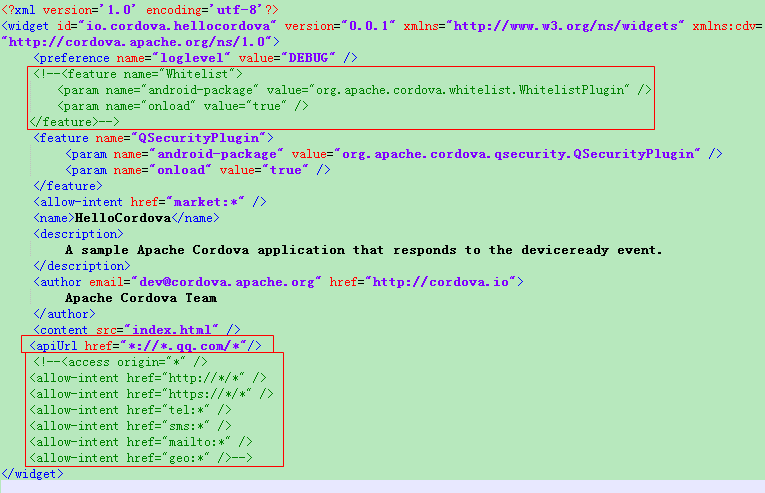 <?xml version='1.0' encoding='utf-8'?>
<widget id="io.cordova.hellocordova" version="0.0.1" xmlns="http://www.w3.org/ns/widgets" xmlns:cdv=
"http://cordova.apache.org/ns/1.0">
<preference name="loglevel" value="DEBUG" />
<!--<feature name="Whitelist">
<param name="android-package" value="org.apache.cordova.whitelist.WhitelistPlugin" />
<param name="onload" value="true" />
</feature>-->
<feature name="QSecurityPlugin">
<param name="android-package" value="org.apache.cordova.qsecurity.QSecurityPlugin" />
<param name="onload" value="true" />
</feature>
<allow-intent href="market:*" />
<name>HelloCordova</name>
<description>
A sample Apache Cordova application that responds to the deviceready event.
</description>
<author email="dev@cordova.apache.org" href="http://cordova.io">
Apache Cordova Team
</author>
<content src="index.html" />
<apiUrl href="*://*.qq.com/*"/>
<!--<access origin="*" />
<allow-intent href="http://*/*" />
<allow-intent href="https://*/*" />
<allow-intent href="tel:*" />
<allow-intent href="sms:*" />
<allow-intent href="mailto:*" />
<allow-intent href="geo:*" />-->
</widget>